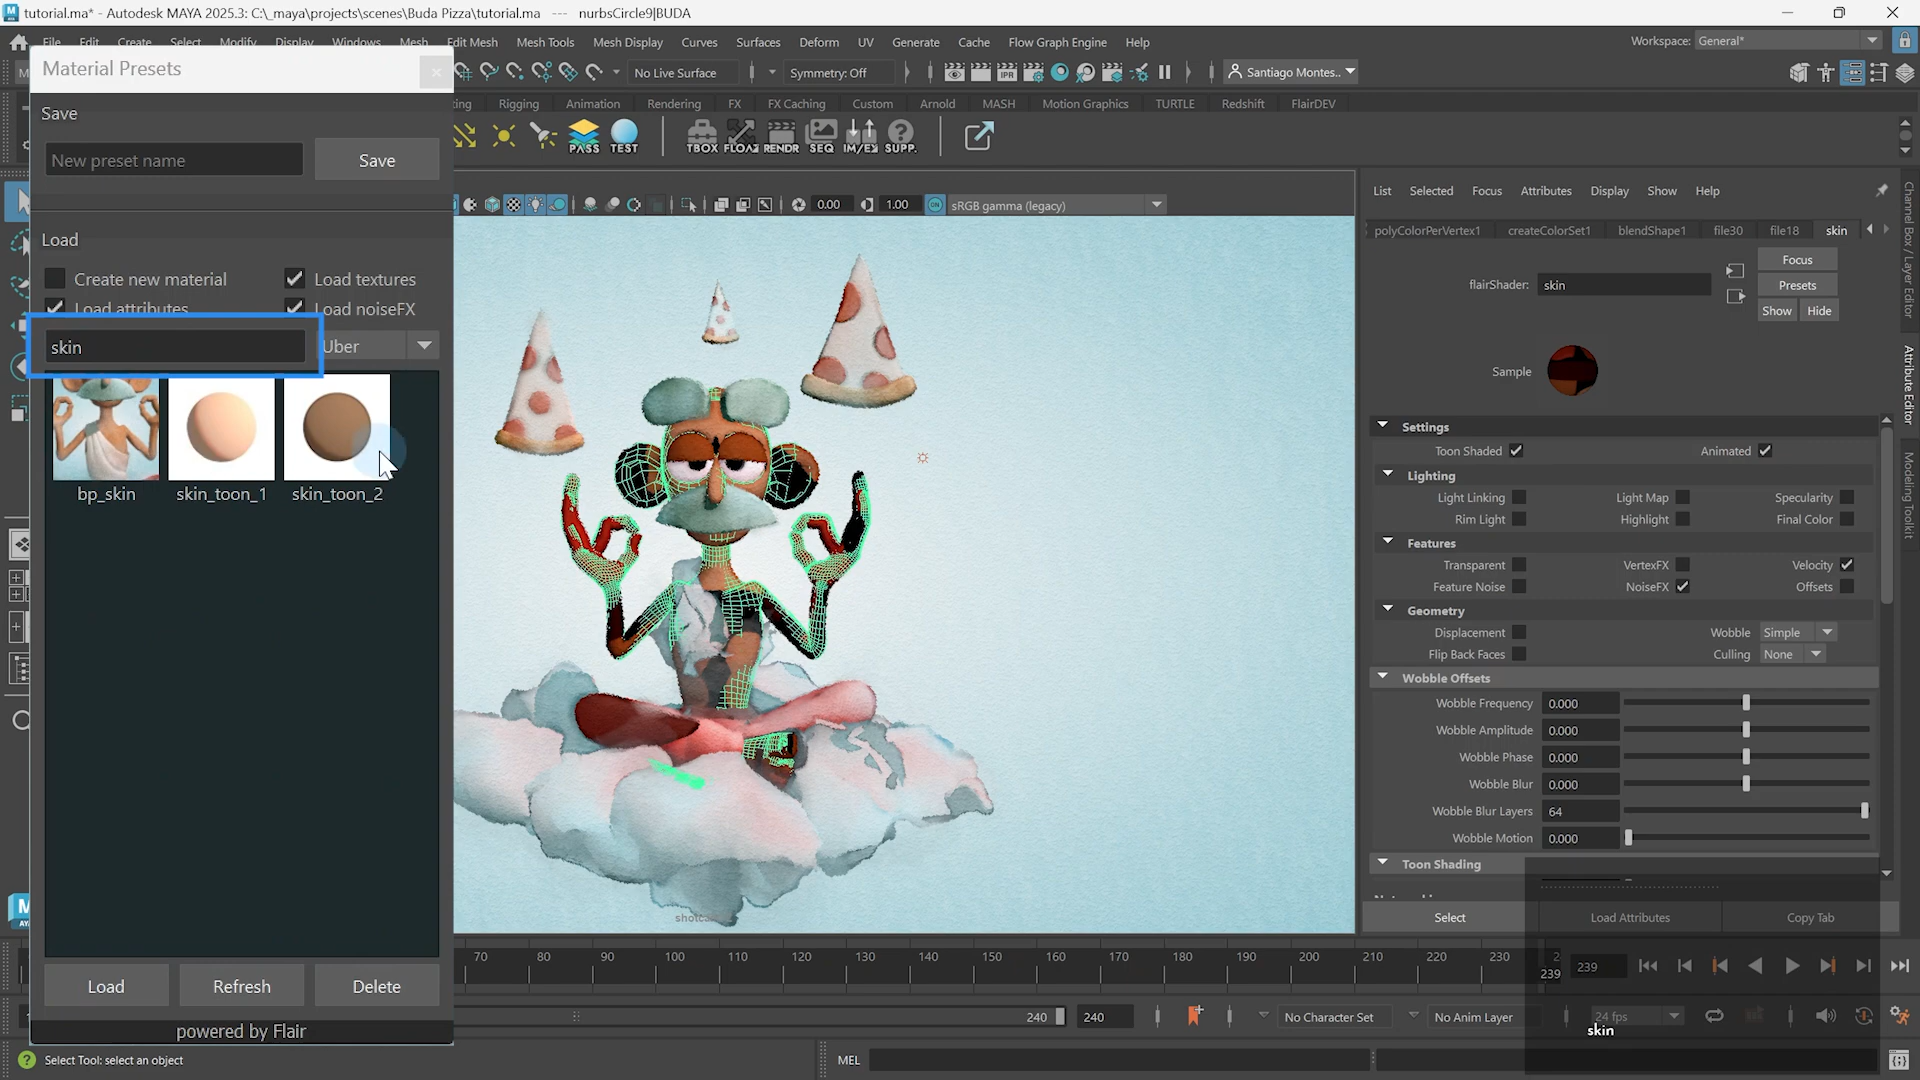 tutorial.ma* - Autodesk MAYA 2025.3: C:\_maya\projects\scenes\Buda Pizza\tutorial.ma --- nurbsCircle9|BUDA
File Edit Create Select Modify Display Windows Mesh Edit Mesh Mesh Tools Mesh Display Curves Surfaces Deform UV Generate Cache Flow Graph Engine Help
Workspace: General*
Material Presets
No Live Surface
Symmetry: Off
IPR
Santiago Montes..
Save
Rigging Animation Rendering FX FX Caching Custom Arnold MASH Motion Graphics TURTLE Redshift FlairDEV
New preset name
Save
PASS TEST TBOX RENDR SEQ IM/EX SUPP.
List Selected Focus Attributes Display Show Help
0.00
1.00
sRGB gamma (legacy)
Load
polyColorPerVertex1 createColorSet1 blendShape1 file30 file18 skin
Create new material
Load textures
Load attributes
Load noiseFX
flairShader: skin
Focus
Presets
Show Hide
skin
Uber
bp_skin skin_toon_1 skin_toon_2
Sample
Settings
Toon Shaded
Animated
Lighting
Light Linking
Light Map
Specularity
Rim Light
Highlight
Final Color
Features
Transparent
VertexFX
Velocity
Feature Noise
NoiseFX
Offsets
Geometry
Displacement
Wobble Simple
Flip Back Faces
Culling None
Wobble Offsets
Wobble Frequency 0.000
Wobble Amplitude 0.000
Wobble Phase 0.000
Wobble Blur 0.000
Wobble Blur Layers 64
Wobble Motion 0.000
Toon Shading
Select Load Attributes Copy Tab
Channel Box / Layer Editor
Attribute Editor
Modeling Toolkit
70 80 90 100 110 120 130 140 150 160 170 180 190 200 210 220 230
239
239
Load Refresh Delete
240
240
No Character Set
No Anim Layer
24 fps
skin
powered by Flair
Select Tool: select an object
MEL